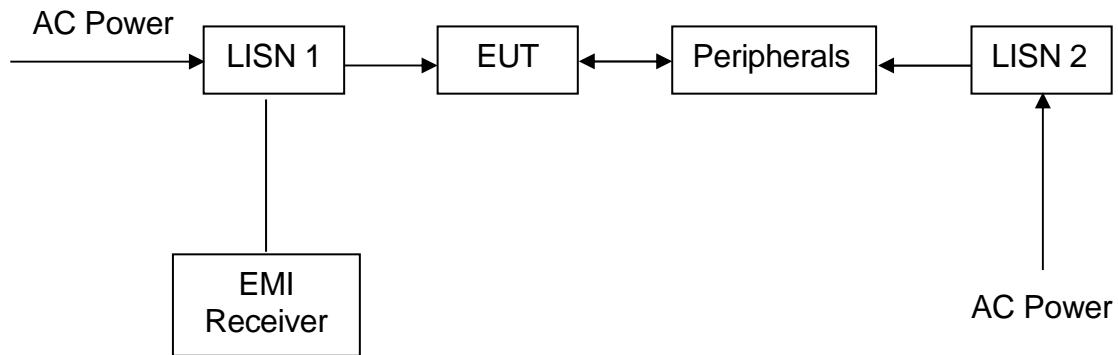 AC Power
LISN 1
EUT
Peripherals
LISN 2
EMI
Receiver
AC Power